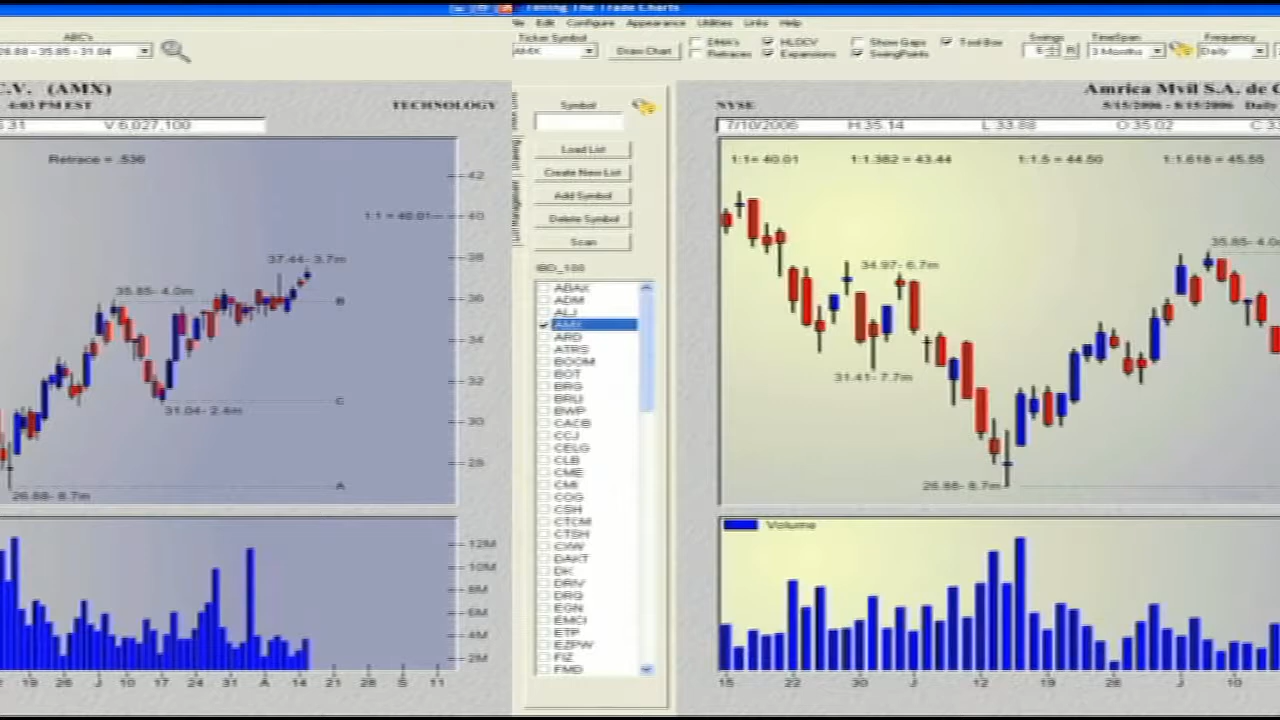 Timing The Trade Charts
Edit Configure Appearance Utilities Links Help
ABC's
26.88 - 35.85 - 31.04
Ticker Symbol
AMX
Draw Chart
EMA's
Retraces
HLOCV
Expansions
Show Gaps
SwingPoints
Tool Box
Swings
TimeSpan
3 Months
Frequency
Daily
C.V. (AMX)
4:03 PM EST
TECHNOLOGY
V:6,027,100
Retrace = .536
42
1:1 = 40.01
40
37.44- 3.7m
38
35.85- 4.0m
B
36
34
32
31.04- 2.4m
C
30
28
A
26.88- 8.7m
12M
10M
8M
6M
4M
2M
19 26 J 10 17 24 31 A 14 21 28 S 11
Symbol
Load List
Create New List
Add Symbol
Delete Symbol
Scan
IBD_100
ABAX
ADM
ALJ
AMX
ARD
ATRS
BOOM
BOT
BRG
BRLI
BWP
CACB
CCJ
CELG
CLB
CME
CMI
COG
CSH
CTCM
CTSH
CXW
DAKT
DK
DRIV
DRQ
EGN
EMCI
ETP
EZPW
FIZ
FMD
Amrica Mvil S.A. de
NYSE
5/15/2006 - 8/15/2006 Daily
7/10/2006 H:35.14 L:33.88 O:35.02
1:1= 40.01 1:1.382 = 43.44 1:1.5 = 44.50 1:1.618 = 45.55
34.97- 6.7m
31.41- 7.7m
26.88- 8.7m
Volume
15 22 30 J 12 19 26 J 10